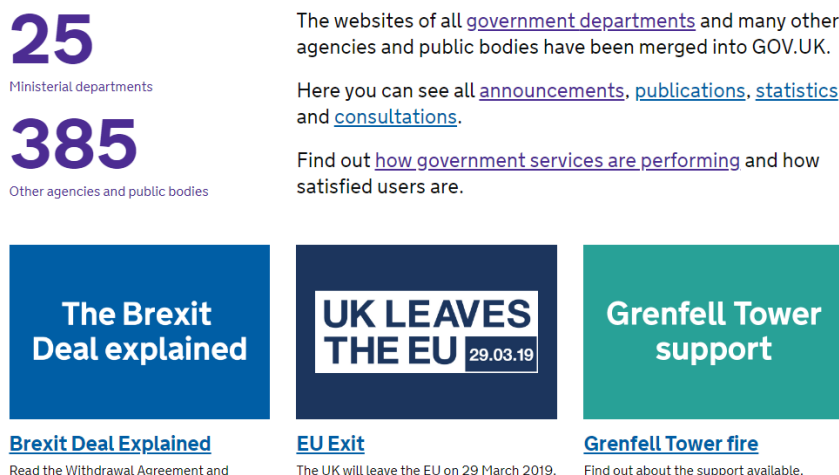 25
Ministerial departments
385
Other agencies and public bodies
The websites of all government departments and many other
agencies and public bodies have been merged into GOV.UK.
Here you can see all announcements, publications, statistics
and consultations.
Find out how government services are performing and how
satisfied users are.
The Brexit
Deal explained
UK LEAVES
THE EU 29.03.19
Grenfell Tower
support
Brexit Deal Explained
Read the Withdrawal Agreement and
EU Exit
The UK will leave the EU on 29 March 2019.
Grenfell Tower fire
Find out about the support available,